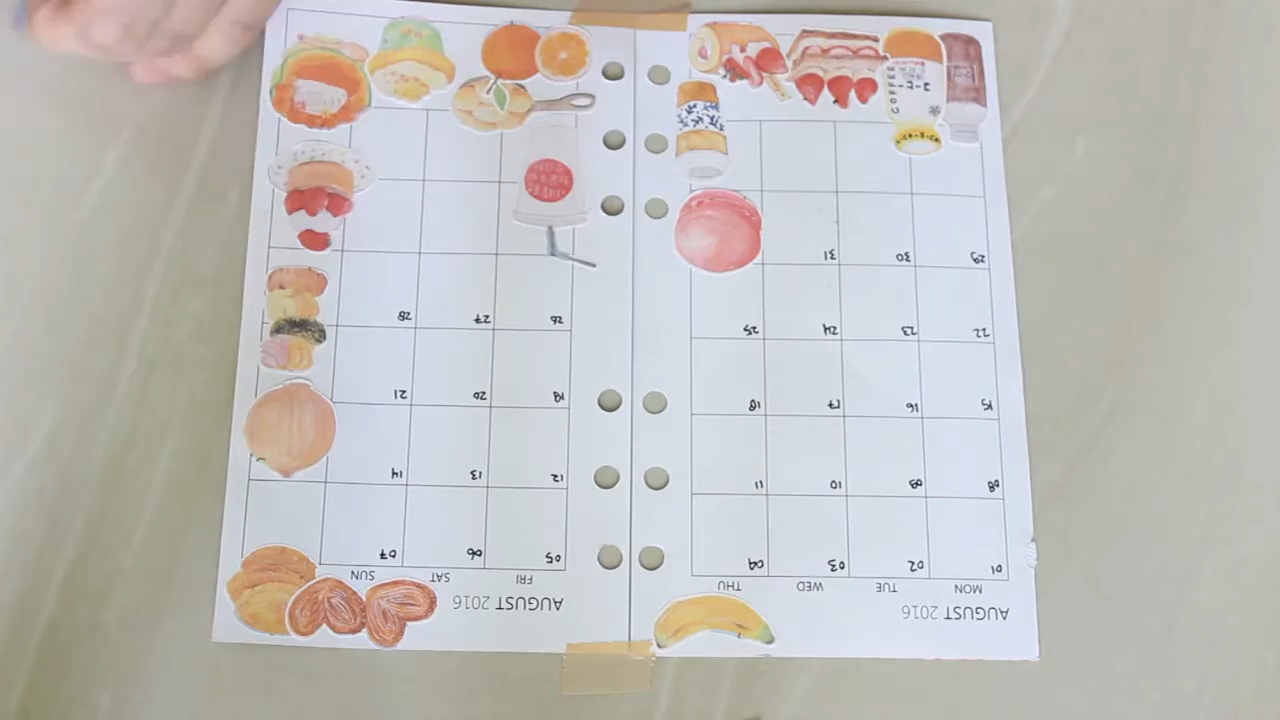 AUGUST 2016
MON TUE WED THU
01 02 03 04
08 09 10 11
15 16 17 18
22 23 24 25
29 30 31
COFFEE
AUGUST 2016
FRI SAT SUN
05 06 07
12 13 14
19 20 21
26 27 28